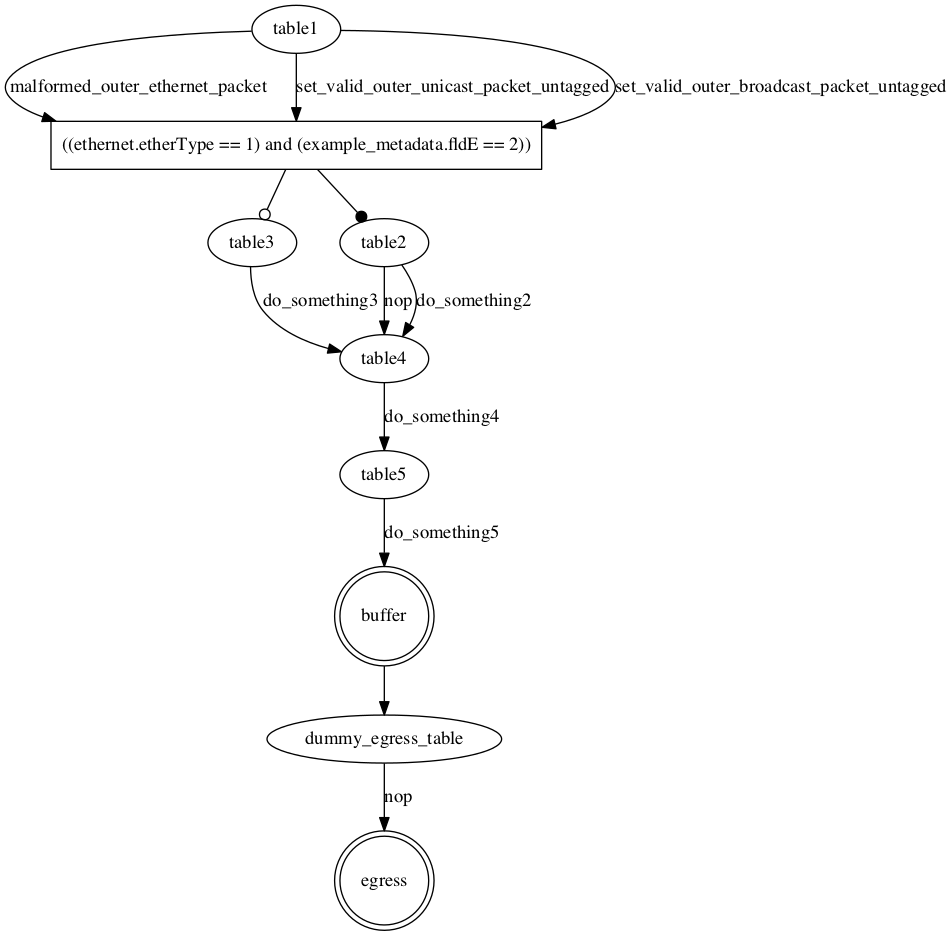 table1
malformed_outer_ethernet_packet
set_valid_outer_unicast_packet_untagged
set_valid_outer_broadcast_packet_untagged
((ethernet.etherType == 1) and (example_metadata.fldE == 2))
table3
table2
do_something3
nop
do_something2
table4
do_something4
table5
do_something5
buffer
dummy_egress_table
nop
egress